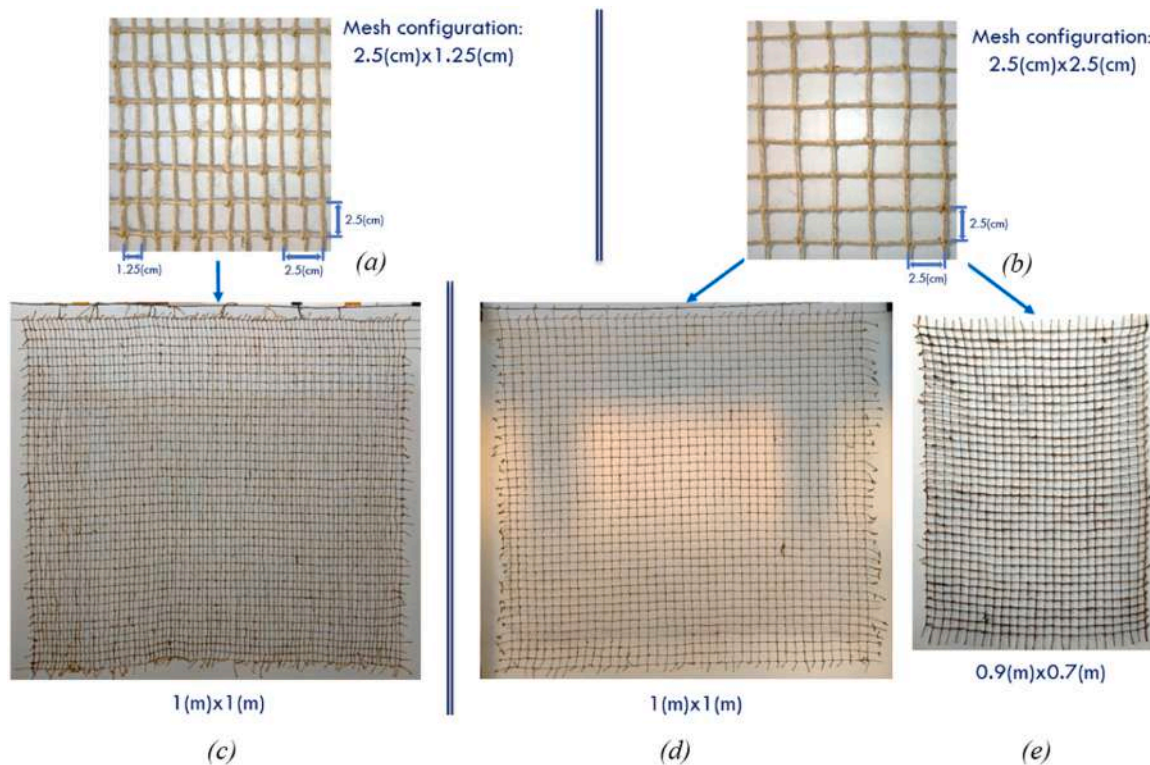 Mesh configuration:
2.5(cm)x1.25(cm)
2.5(cm)
1.25(cm)
2.5(cm)
(a)
Mesh configuration:
2.5(cm)x2.5(cm)
2.5(cm)
2.5(cm)
(b)
1(m)x1(m)
(c)
1(m)x1(m)
(d)
0.9(m)x0.7(m)
(e)